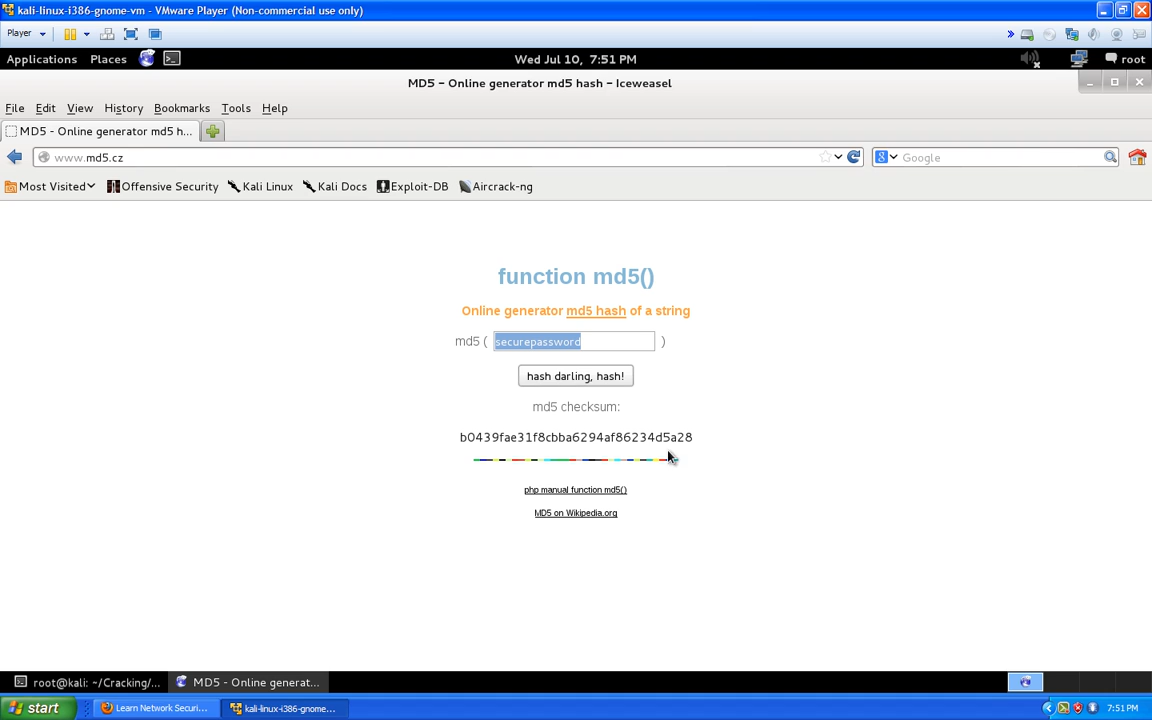 kali-linux-i386-gnome-vm - VMware Player (Non-commercial use only)
Player
Applications Places Wed Jul 10, 7:51 PM root
MD5 - Online generator md5 hash - Iceweasel
File Edit View History Bookmarks Tools Help
MD5 - Online generator md5 h...
www.md5.cz Google
Most Visited Offensive Security Kali Linux Kali Docs Exploit-DB Aircrack-ng
function md5()
Online generator md5 hash of a string
md5 ( securepassword )
hash darling, hash!
md5 checksum:
b0439fae31f8cbba6294af86234d5a28
php manual function md5()
MD5 on Wikipedia.org
root@kali: ~/Cracking/... MD5 - Online generat...
start Learn Network Securi... kali-linux-i386-gnome... 7:51 PM